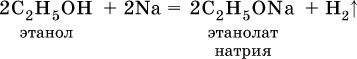 2C₂H₅OH + 2Na = 2C₂H₅ONa + H₂↑
этанол этанолат
натрия